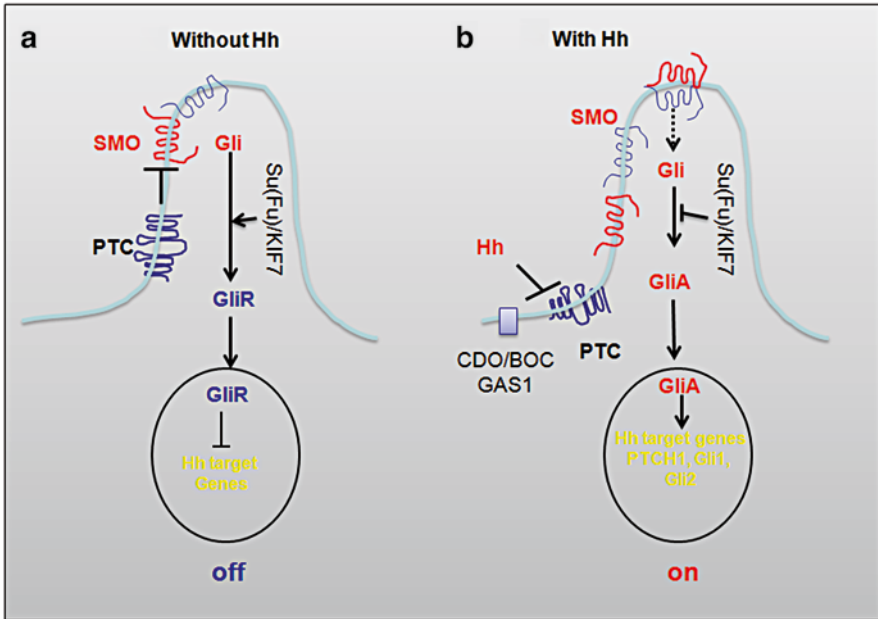 a
Without Hh
SMO
Gli
Su(Fu)/KIF7
PTC
GliR
GliR
Hh target
Genes
off
b
With Hh
SMO
Gli
Su(Fu)/KIF7
Hh
GliA
PTC
CDO/BOC
GAS1
GliA
Hh target genes
PTCH1, Gli1,
Gli2
on